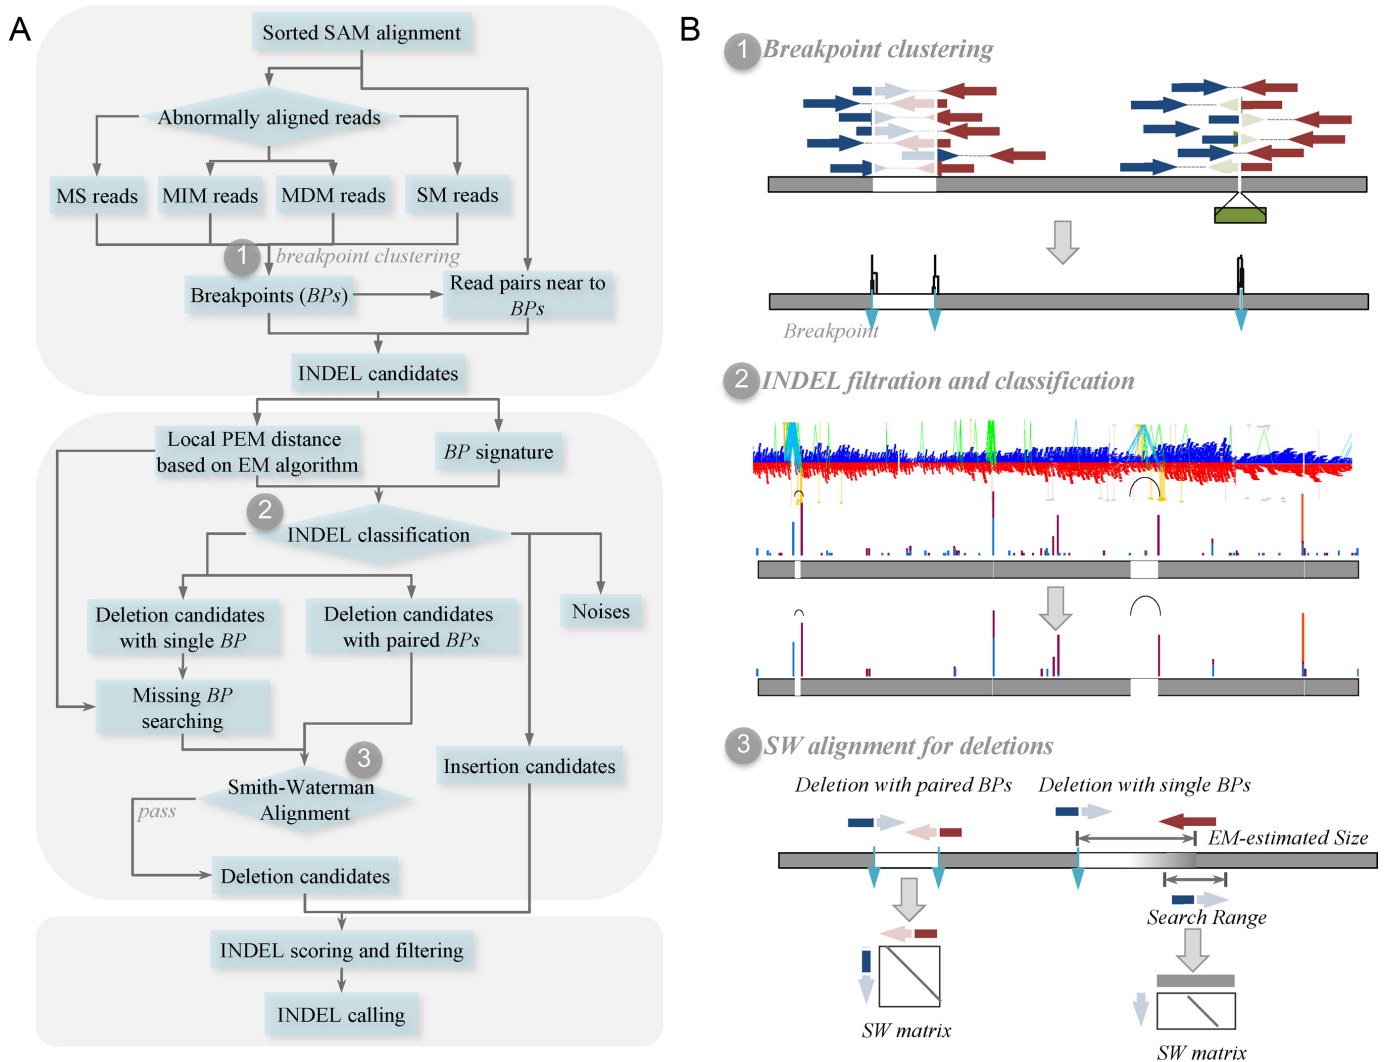 A
Sorted SAM alignment
Abnormally aligned reads
MS reads
MIM reads
MDM reads
SM reads
1
breakpoint clustering
Breakpoints (BPs)
Read pairs near to
BPs
INDEL candidates
Local PEM distance
based on EM algorithm
BP signature
2
INDEL classification
Deletion candidates
with single BP
Deletion candidates
with paired BPs
Noises
Missing BP
searching
3
Smith-Waterman
Alignment
pass
Insertion candidates
Deletion candidates
INDEL scoring and filtering
INDEL calling
B
1 Breakpoint clustering
Breakpoint
2 INDEL filtration and classification
3 SW alignment for deletions
Deletion with paired BPs
Deletion with single BPs
EM-estimated Size
Search Range
SW matrix
SW matrix